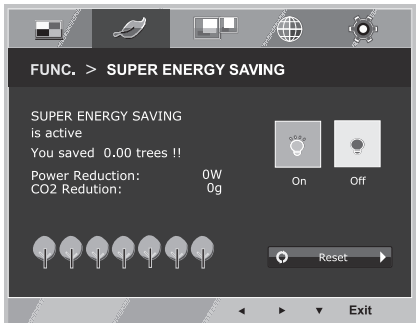 FUNC. > SUPER ENERGY SAVING
SUPER ENERGY SAVING
is active
You saved 0.00 trees !!
Power Reduction: 0W
CO2 Redution: 0g
On Off
Reset
Exit